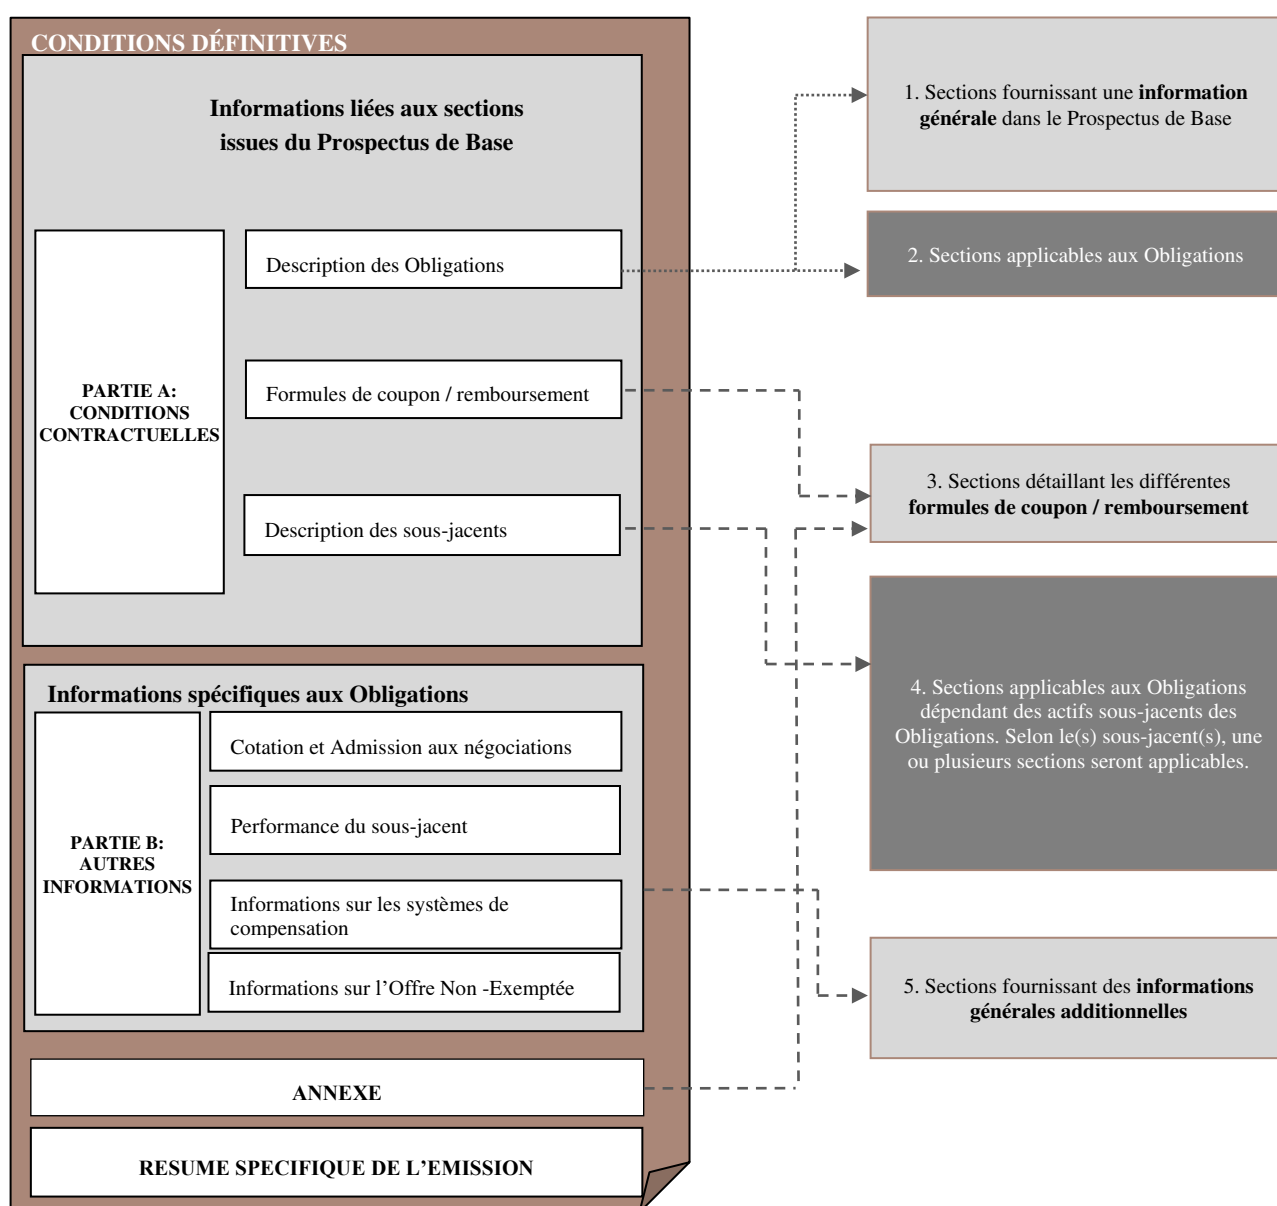 CONDITIONS DÉFINITIVES
Informations liées aux sections
issues du Prospectus de Base
PARTIE A:
CONDITIONS
CONTRACTUELLES
Description des Obligations
Formules de coupon / remboursement
Description des sous-jacents
Informations spécifiques aux Obligations
PARTIE B:
AUTRES
INFORMATIONS
Cotation et Admission aux négociations
Performance du sous-jacent
Informations sur les systèmes de
compensation
Informations sur l’Offre Non -Exemptée
ANNEXE
RESUME SPECIFIQUE DE L’EMISSION
1. Sections fournissant une information
générale dans le Prospectus de Base
2. Sections applicables aux Obligations
3. Sections détaillant les différentes
formules de coupon / remboursement
4. Sections applicables aux Obligations
dépendant des actifs sous-jacents des
Obligations. Selon le(s) sous-jacent(s), une
ou plusieurs sections seront applicables.
5. Sections fournissant des informations
générales additionnelles